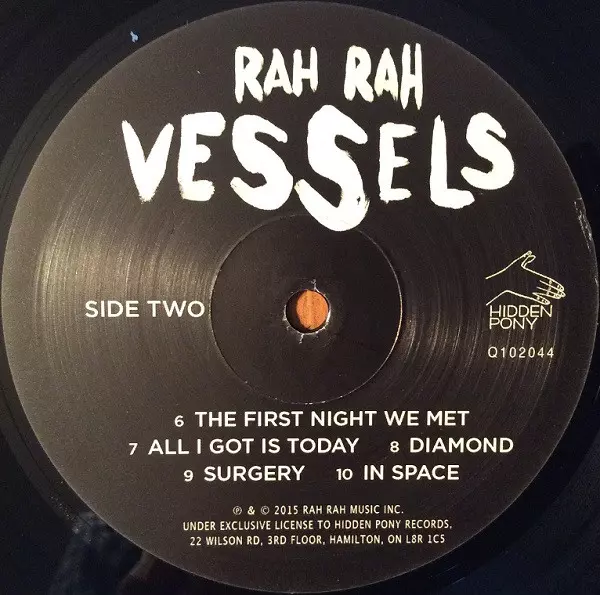 RAH RAH
VESSELS
SIDE TWO
HIDDEN
PONY
Q102044
6 THE FIRST NIGHT WE MET
7 ALL I GOT IS TODAY 8 DIAMOND
9 SURGERY 10 IN SPACE
℗ & © 2015 RAH RAH MUSIC INC.
UNDER EXCLUSIVE LICENSE TO HIDDEN PONY RECORDS,
22 WILSON RD, 3RD FLOOR, HAMILTON, ON L8R 1C5